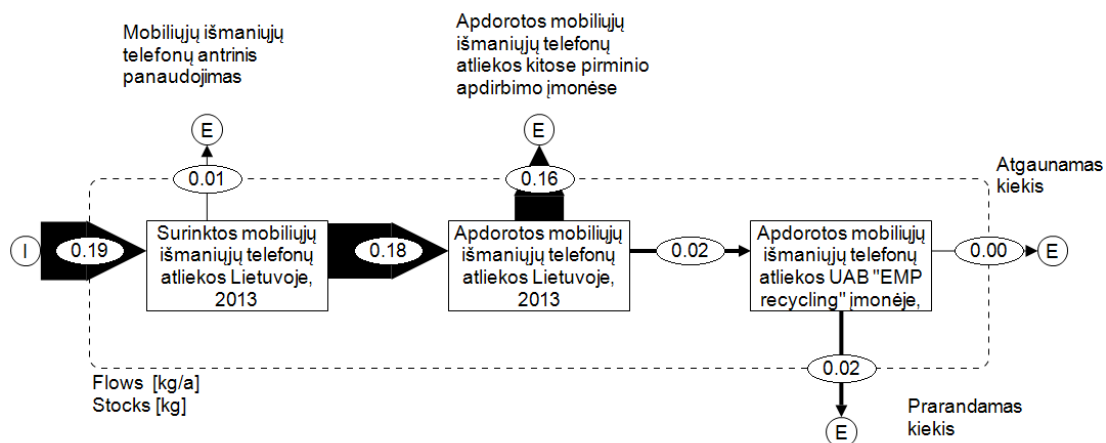 Mobiliųjų išmaniųjų
telefonų antrinis
panaudojimas
Apdorotos mobiliųjų
išmaniųjų telefonų
atliekos kitose pirminio
apdirbimo įmonėse
E
E
0.01
0.16
Atgaunamas
kiekis
I
0.19
Surinktos mobiliųjų
išmaniųjų telefonų
atliekos Lietuvoje,
2013
0.18
Apdorotos mobiliųjų
išmaniųjų telefonų
atliekos Lietuvoje,
2013
0.02
Apdorotos mobiliųjų
išmaniųjų telefonų
atliekos UAB "EMP
recycling" įmonėje,
0.00
E
0.02
Flows [kg/a]
Stocks [kg]
E
Prarandamas
kiekis